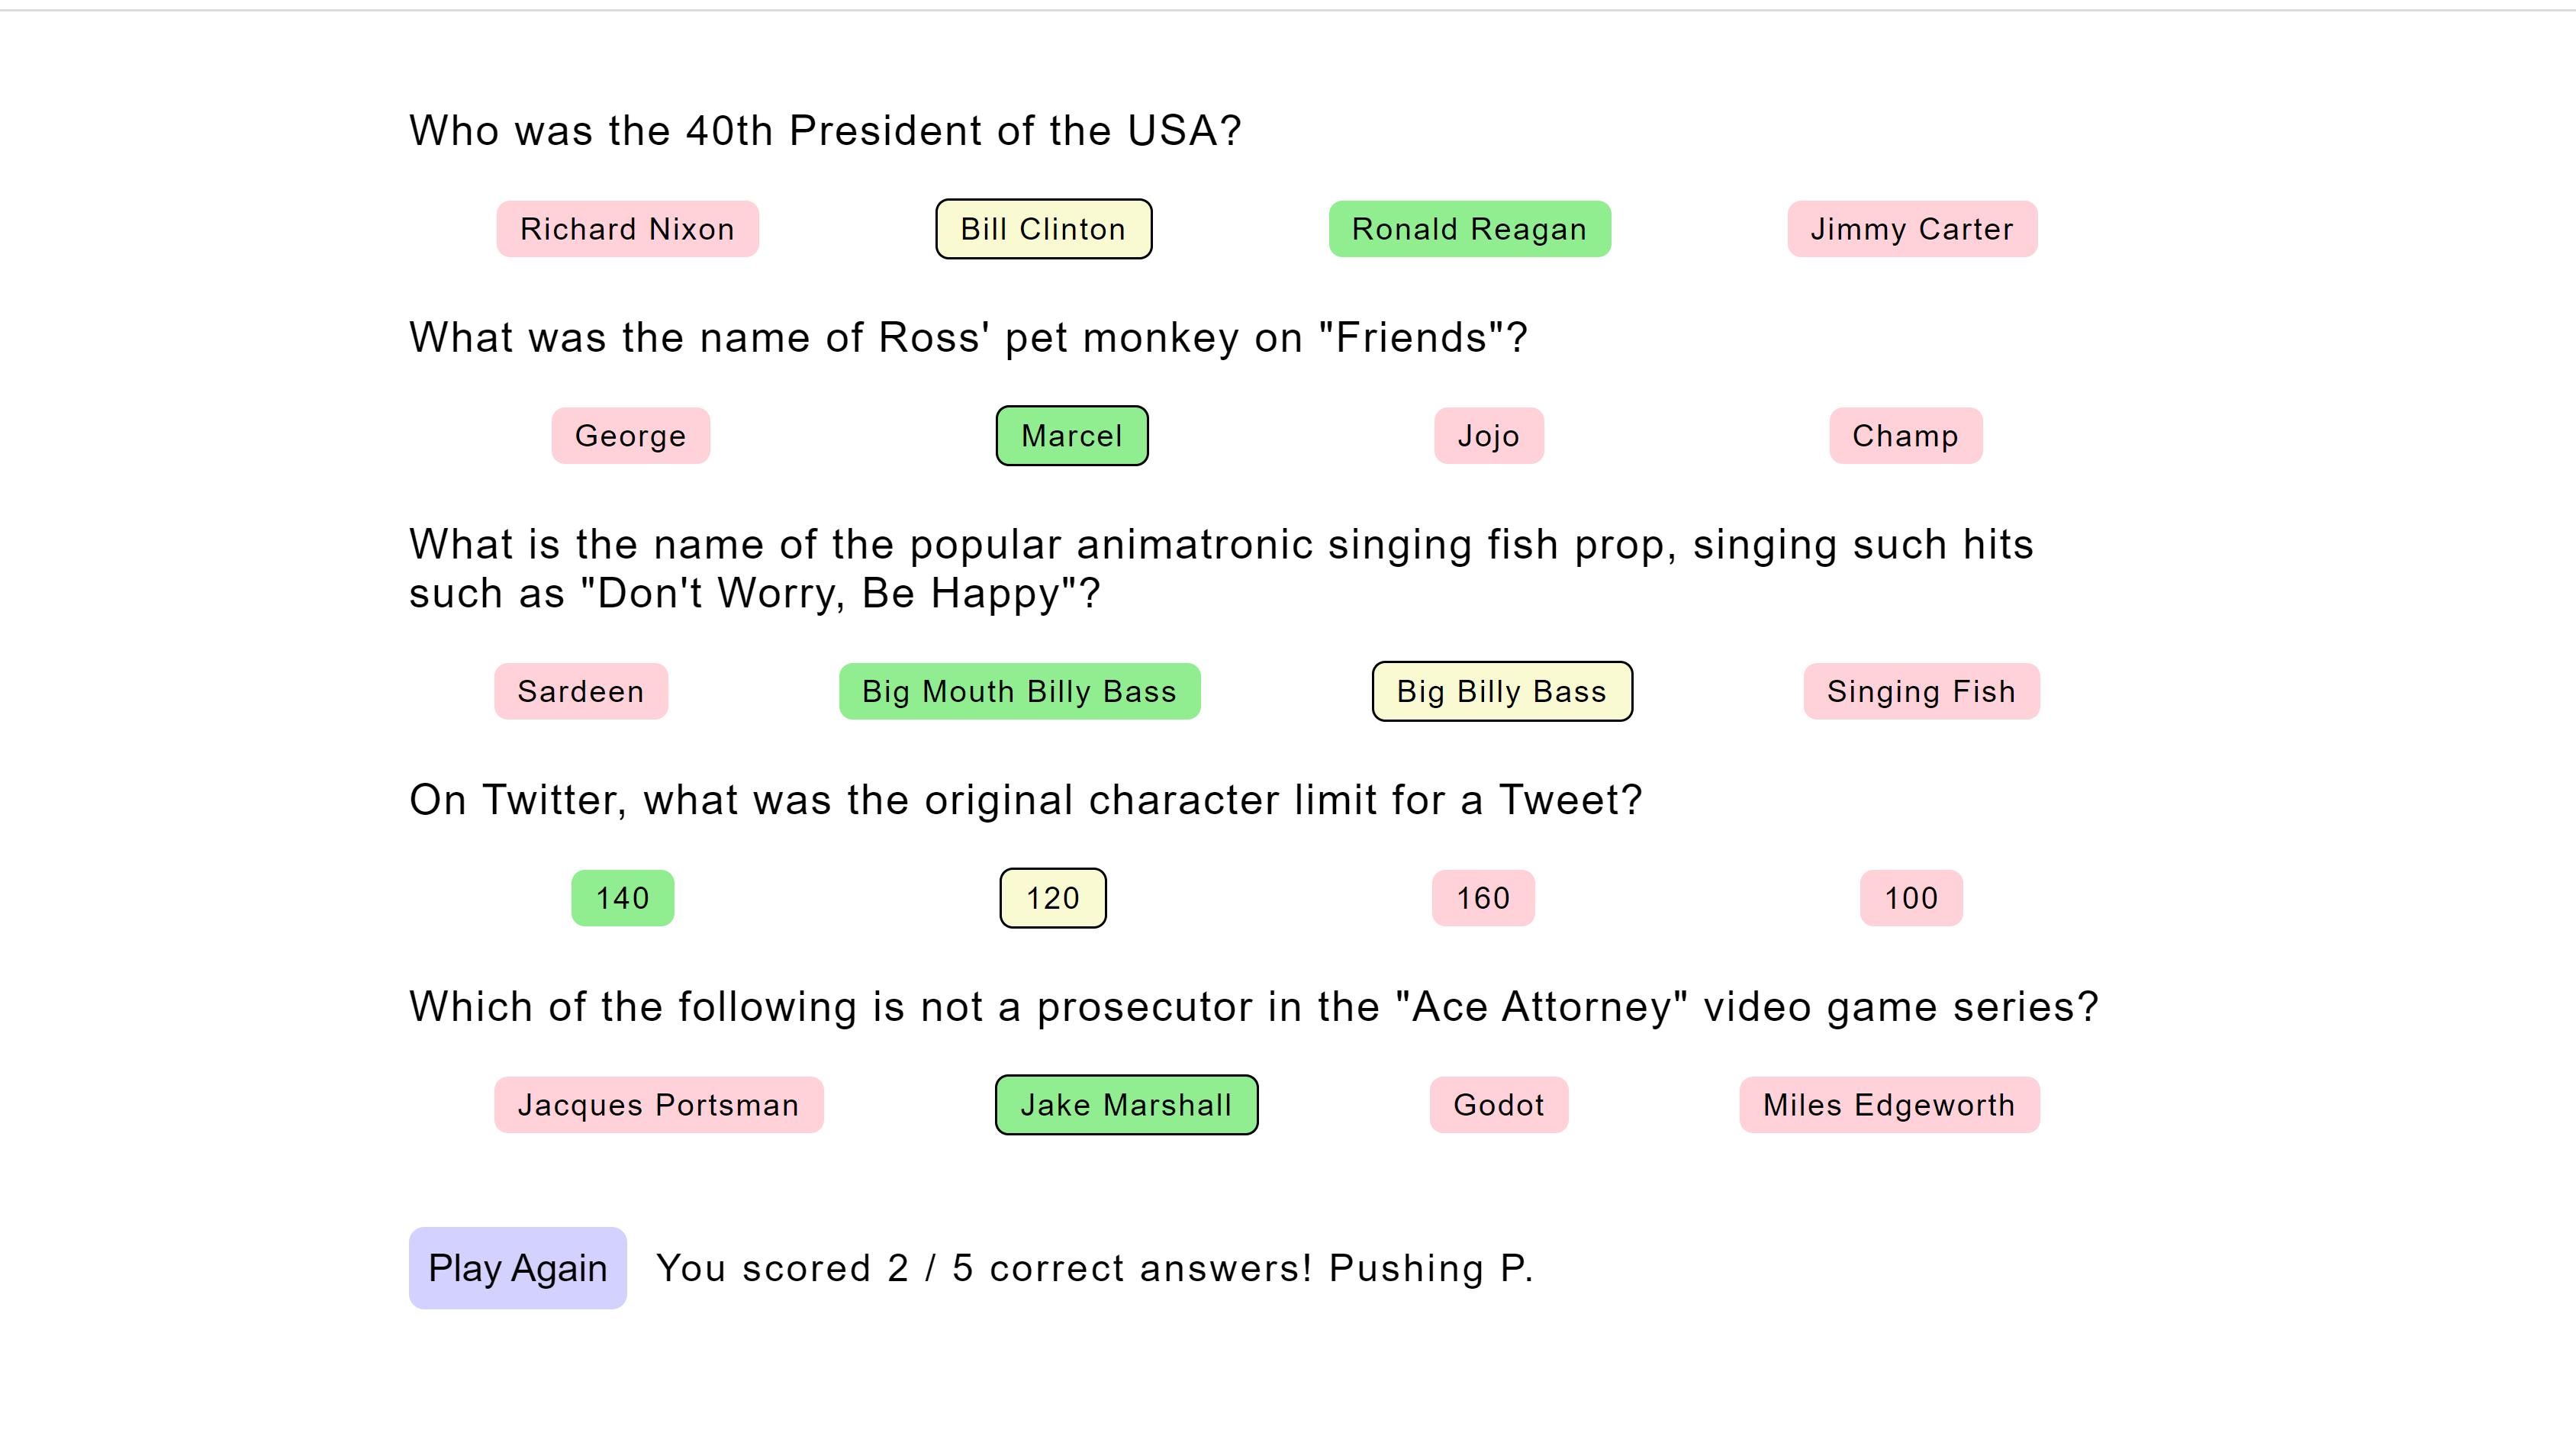 Who was the 40th President of the USA?
Richard Nixon Bill Clinton Ronald Reagan Jimmy Carter
What was the name of Ross' pet monkey on "Friends"?
George Marcel Jojo Champ
What is the name of the popular animatronic singing fish prop, singing such hits
such as "Don't Worry, Be Happy"?
Sardeen Big Mouth Billy Bass Big Billy Bass Singing Fish
On Twitter, what was the original character limit for a Tweet?
140 120 160 100
Which of the following is not a prosecutor in the "Ace Attorney" video game series?
Jacques Portsman Jake Marshall Godot Miles Edgeworth
Play Again You scored 2 / 5 correct answers! Pushing P.